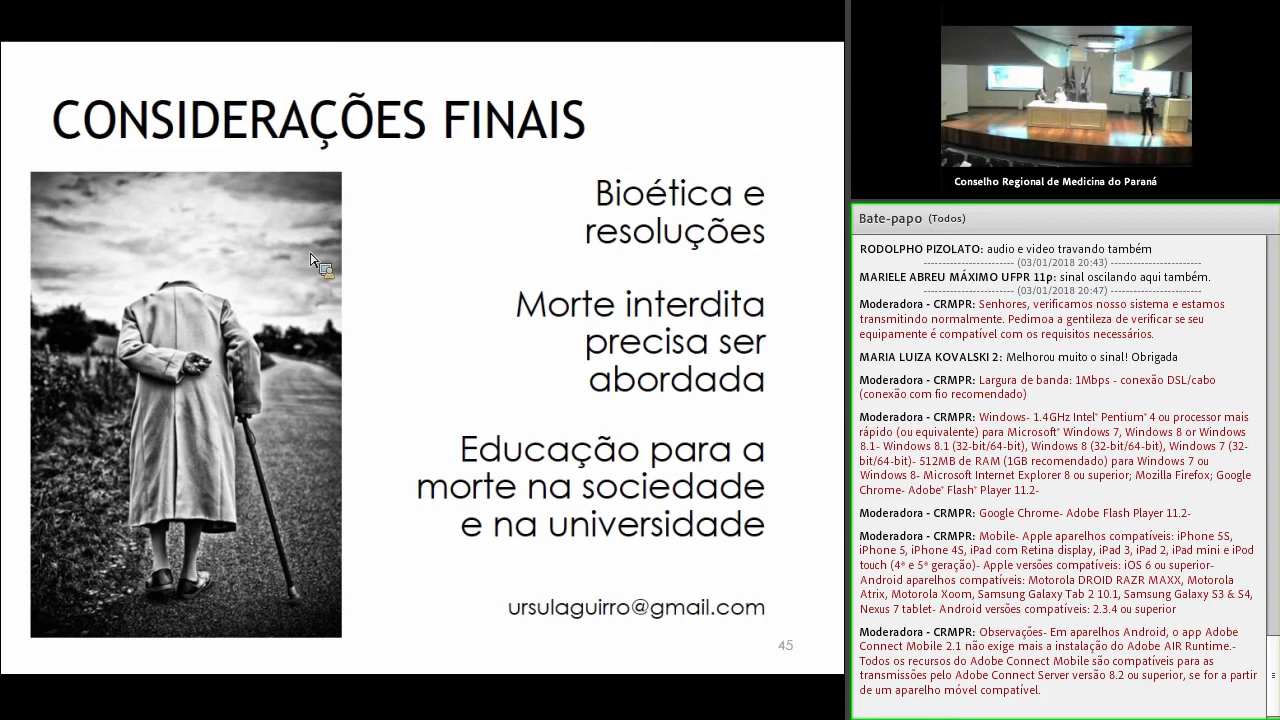 CONSIDERAÇÕES FINAIS
Bioética e
resoluções
Morte interdita
precisa ser
abordada
Educação para a
morte na sociedade
e na universidade
ursulaguirro@gmail.com
45
Conselho Regional de Medicina do Paraná
Bate-papo (Todos)
RODOLPHO PIZOLATO: audio e video travando também
------------------------ (03/01/2018 20:43) ------------------------
MARIELE ABREU MÁXIMO UFPR 11p: sinal oscilando aqui também.
------------------------ (03/01/2018 20:47) ------------------------
Moderadora - CRMPR: Senhores, verificamos nosso sistema e estamos
transmitindo normalmente. Pedimoa a gentileza de verificar se seu
equipamento é compatível com os requisitos necessários.
MARIA LUIZA KOVALSKI 2: Melhorou muito o sinal! Obrigada
Moderadora - CRMPR: Largura de banda: 1Mbps - conexão DSL/cabo
(conexão com fio recomendado)
Moderadora - CRMPR: Windows- 1.4GHz Intel® Pentium® 4 ou processor mais
rápido (ou equivalente) para Microsoft® Windows 7, Windows 8 or Windows
8.1- Windows 8.1 (32-bit/64-bit), Windows 8 (32-bit/64-bit), Windows 7 (32-
bit/64-bit)- 512MB de RAM (1GB recomendado) para Windows 7 ou
Windows 8- Microsoft Internet Explorer 8 ou superior; Mozilla Firefox; Google
Chrome- Adobe® Flash® Player 11.2-
Moderadora - CRMPR: Google Chrome- Adobe Flash Player 11.2-
Moderadora - CRMPR: Mobile- Apple aparelhos compatíveis: iPhone 5S,
iPhone 5, iPhone 4S, iPad com Retina display, iPad 3, iPad 2, iPad mini e iPod
touch (4ª e 5ª geração)- Apple versões compatíveis: iOS 6 ou superior-
Android aparelhos compatíveis: Motorola DROID RAZR MAXX, Motorola
Atrix, Motorola Xoom, Samsung Galaxy Tab 2 10.1, Samsung Galaxy S3 & S4,
Nexus 7 tablet- Android versões compatíveis: 2.3.4 ou superior
Moderadora - CRMPR: Observações- Em aparelhos Android, o app Adobe
Connect Mobile 2.1 não exige mais a instalação do Adobe AIR Runtime.-
Todos os recursos do Adobe Connect Mobile são compatíveis para as
transmissões pelo Adobe Connect Server versão 8.2 ou superior, se for a partir
de um aparelho móvel compatível.